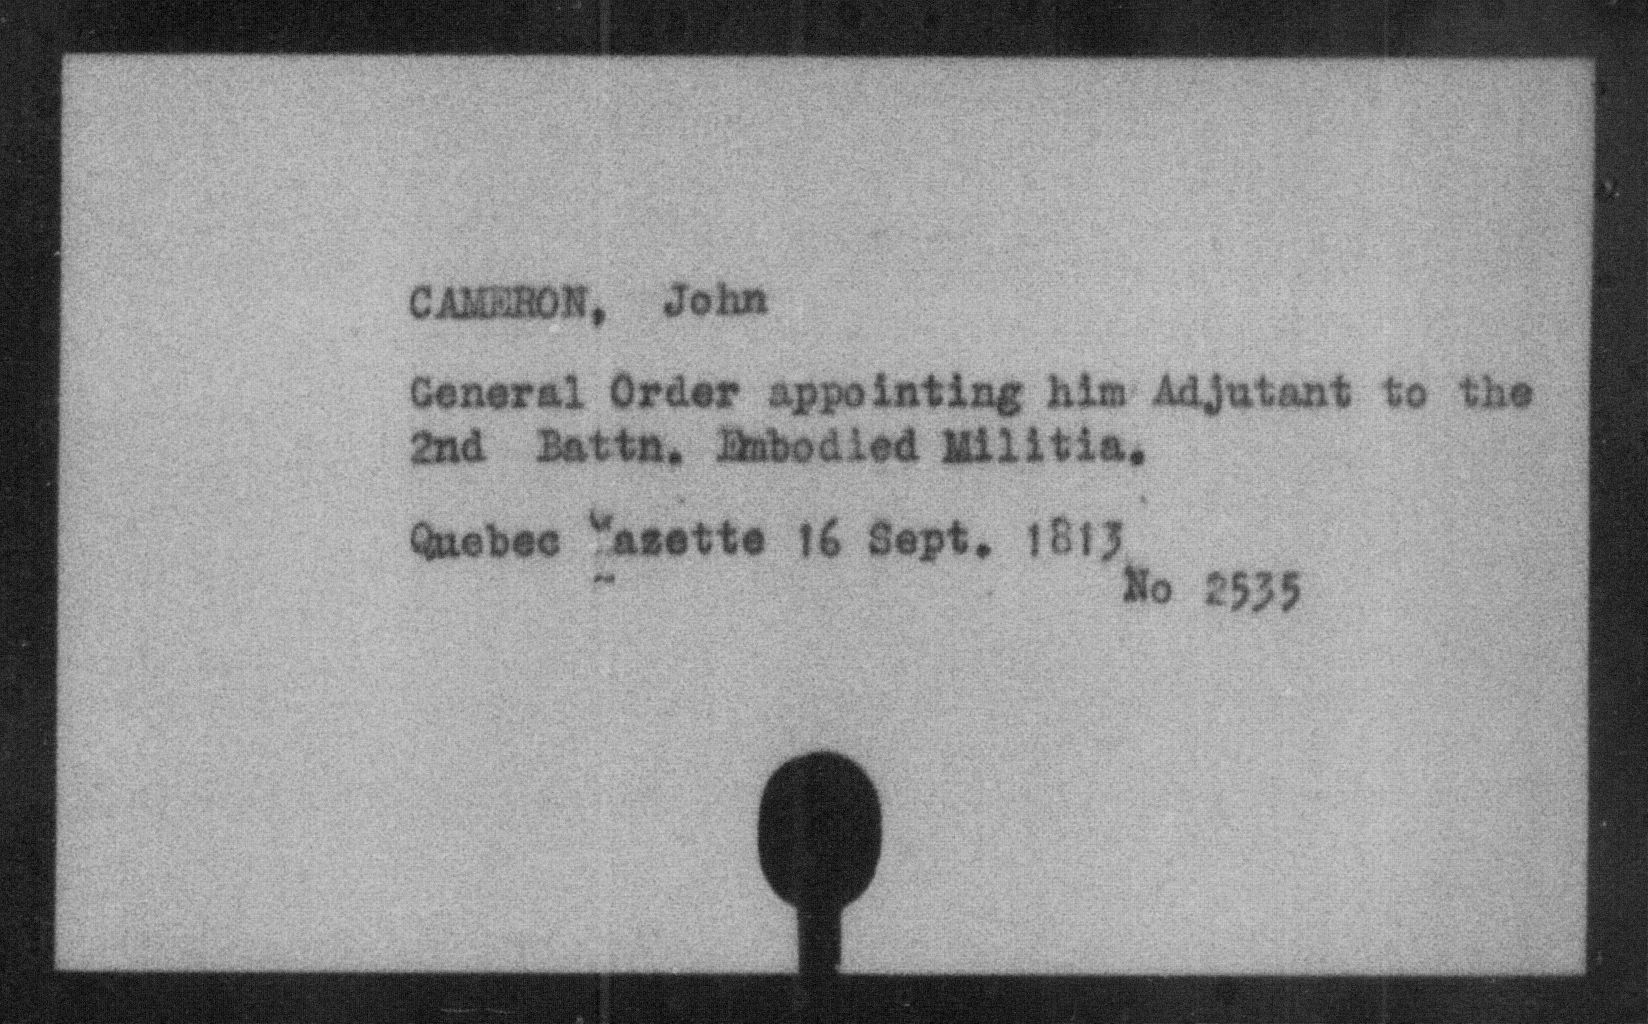 CAMERON, John
General Order appointing him Adjutant to the
2nd Battn. Embodied Militia.
Quebec Gazette 16 Sept. 1813
No 2535